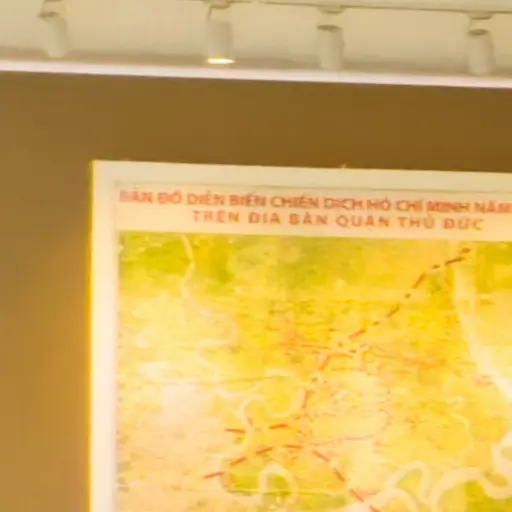 BẢN ĐỒ DIỄN BIẾN CHIẾN DỊCH HỒ CHÍ MINH NĂM
TRÊN ĐỊA BÀN QUẬN THỦ ĐỨC